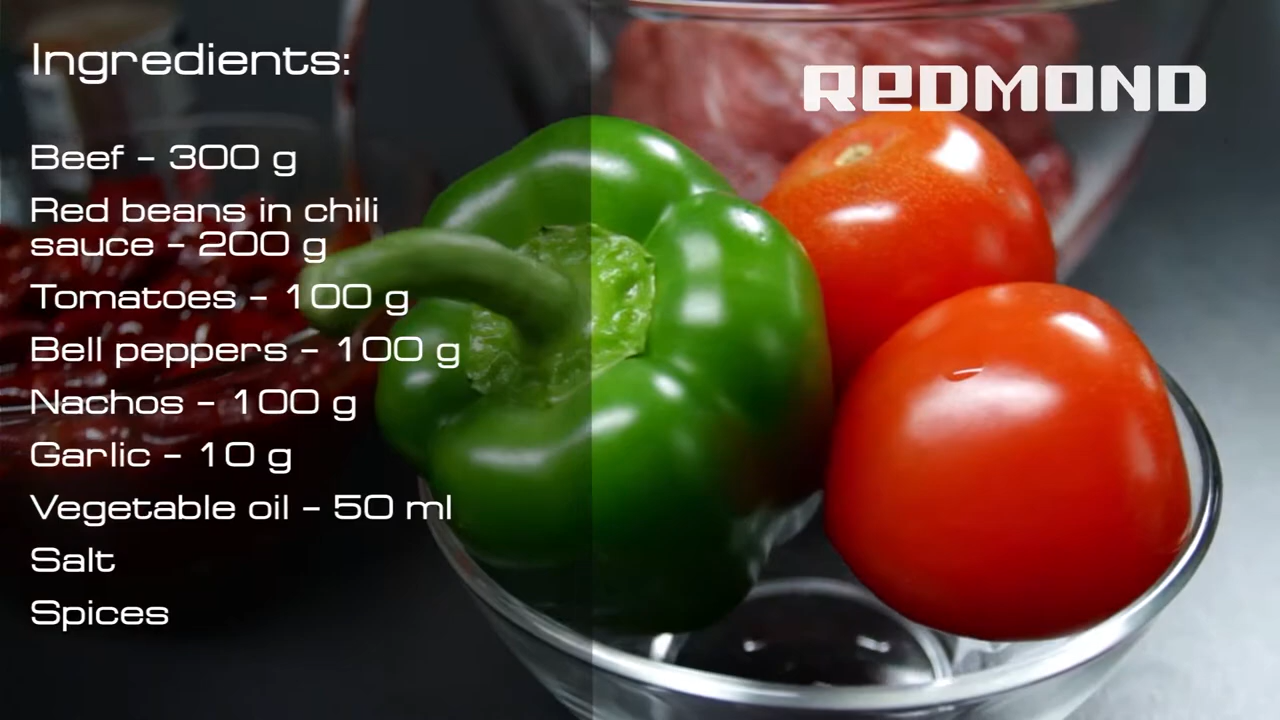 Ingredients:
REDMOND
Beef - 300 g
Red beans in chili
sauce - 200 g
Tomatoes - 100 g
Bell peppers - 100 g
Nachos - 100 g
Garlic - 10 g
Vegetable oil - 50 ml
Salt
Spices